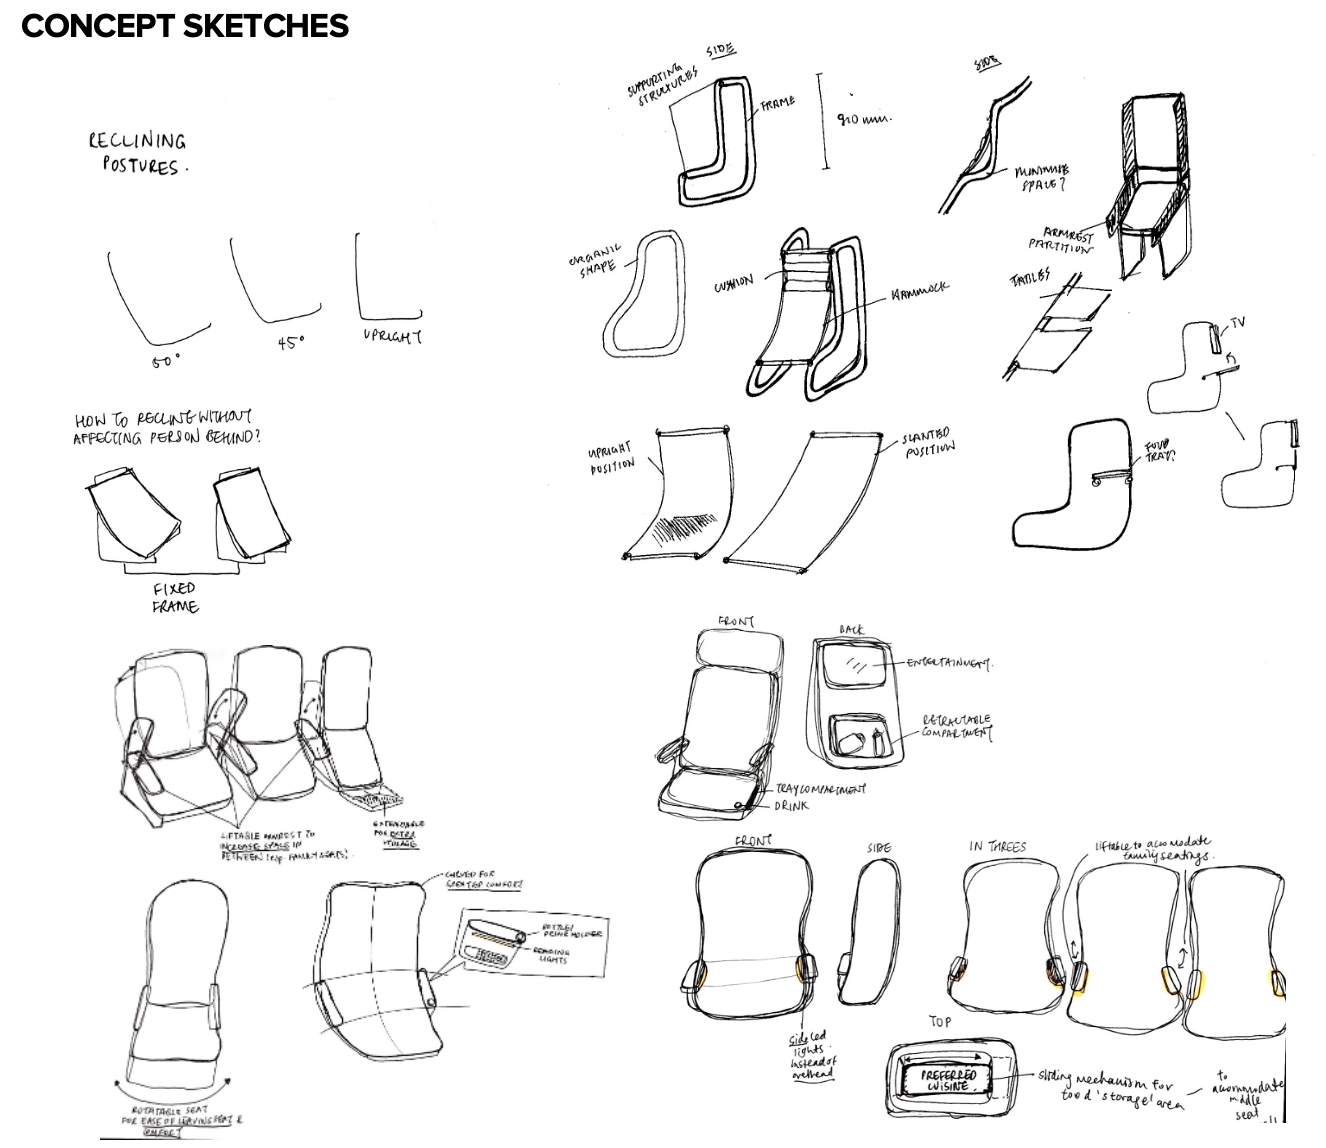 CONCEPT SKETCHES
RECLINING
POSTURES.
60°
45°
UPRIGHT
HOW TO RECLINE WITHOUT
AFFECTING PERSON BEHIND?
FIXED
FRAME
SIDE
SUPPORTING
STRUCTURES
FRAME
920 mm.
SIDE
MINIMISE
SPACE?
ARMREST
PARTITION
ORGANIC
SHAPE
CUSHION
HAMMOCK
TABLES
TV
UPRIGHT
POSITION
SLANTED
POSITION
FOOD
TRAY?
LIFTABLE ARMREST TO
INCREASE SPACE IN
BETWEEN (ESP FAMILY SEATS).
EXTENDABLE
FOR EXTRA
STORAGE
FRONT
BACK
ENTERTAINMENT.
RETRACTABLE
COMPARTMENT
TRAY COMPARTMENT
DRINK
ROTATABLE SEAT
FOR EASE OF LEAVING SEAT &
COMFORT
CURVED FOR
GREATER COMFORT
BOTTLE/
DRINK HOLDER
READING
LIGHTS
FRONT
SIDE
IN THREES
liftable to accomodate
family seatings.
side led
lights
instead of
overhead
TOP
PREFERRED
CUISINE
sliding mechanism for
food 'storage' area
to
accommodate
middle
seat